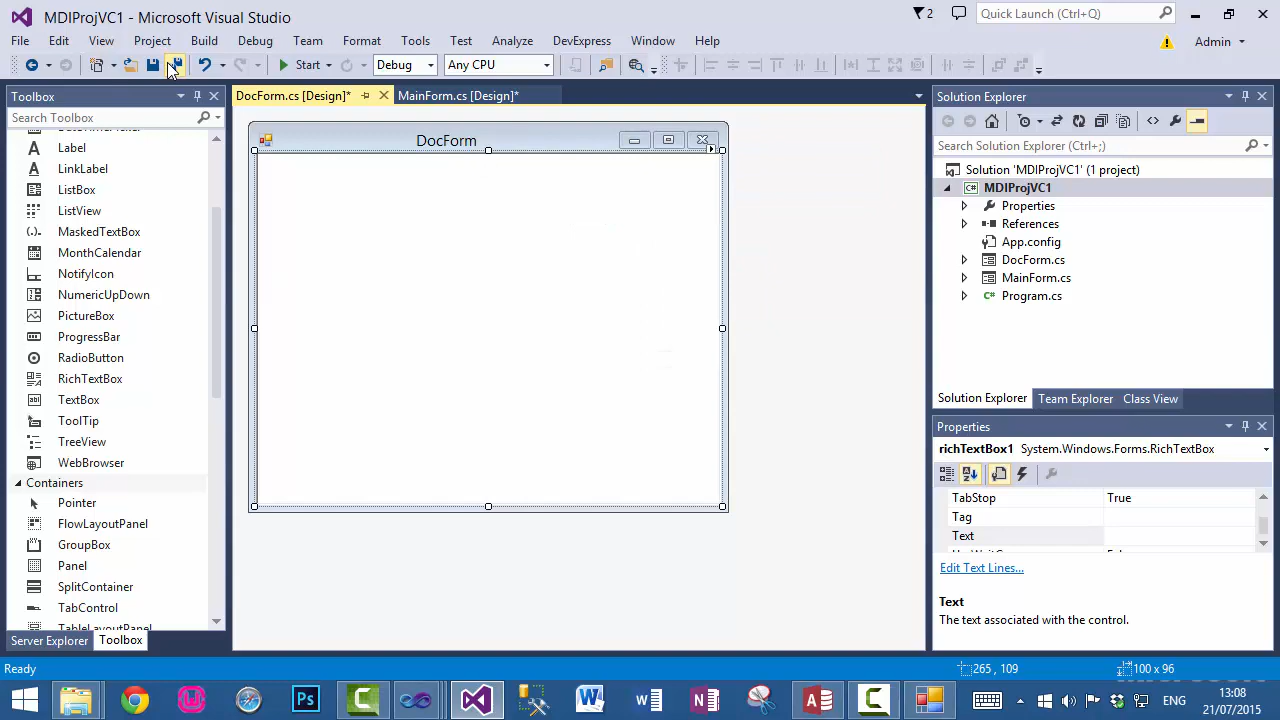 MDIProjVC1 - Microsoft Visual Studio
2
Quick Launch (Ctrl+Q)
File Edit View Project Build Debug Team Format Tools Test Analyze DevExpress Window Help
Admin
Start Debug Any CPU
Toolbox
Search Toolbox
Label
LinkLabel
ListBox
ListView
MaskedTextBox
MonthCalendar
NotifyIcon
NumericUpDown
PictureBox
ProgressBar
RadioButton
RichTextBox
TextBox
ToolTip
TreeView
WebBrowser
Containers
Pointer
FlowLayoutPanel
GroupBox
Panel
SplitContainer
TabControl
TableLayoutPanel
Server Explorer Toolbox
DocForm.cs [Design]* MainForm.cs [Design]*
DocForm
Solution Explorer
Search Solution Explorer (Ctrl+;)
Solution 'MDIProjVC1' (1 project)
MDIProjVC1
Properties
References
App.config
DocForm.cs
MainForm.cs
Program.cs
Solution Explorer Team Explorer Class View
Properties
richTextBox1 System.Windows.Forms.RichTextBox
TabStop True
Tag
Text
Edit Text Lines...
Text
The text associated with the control.
Ready
265 , 109
100 x 96
ENG
13:08
21/07/2015